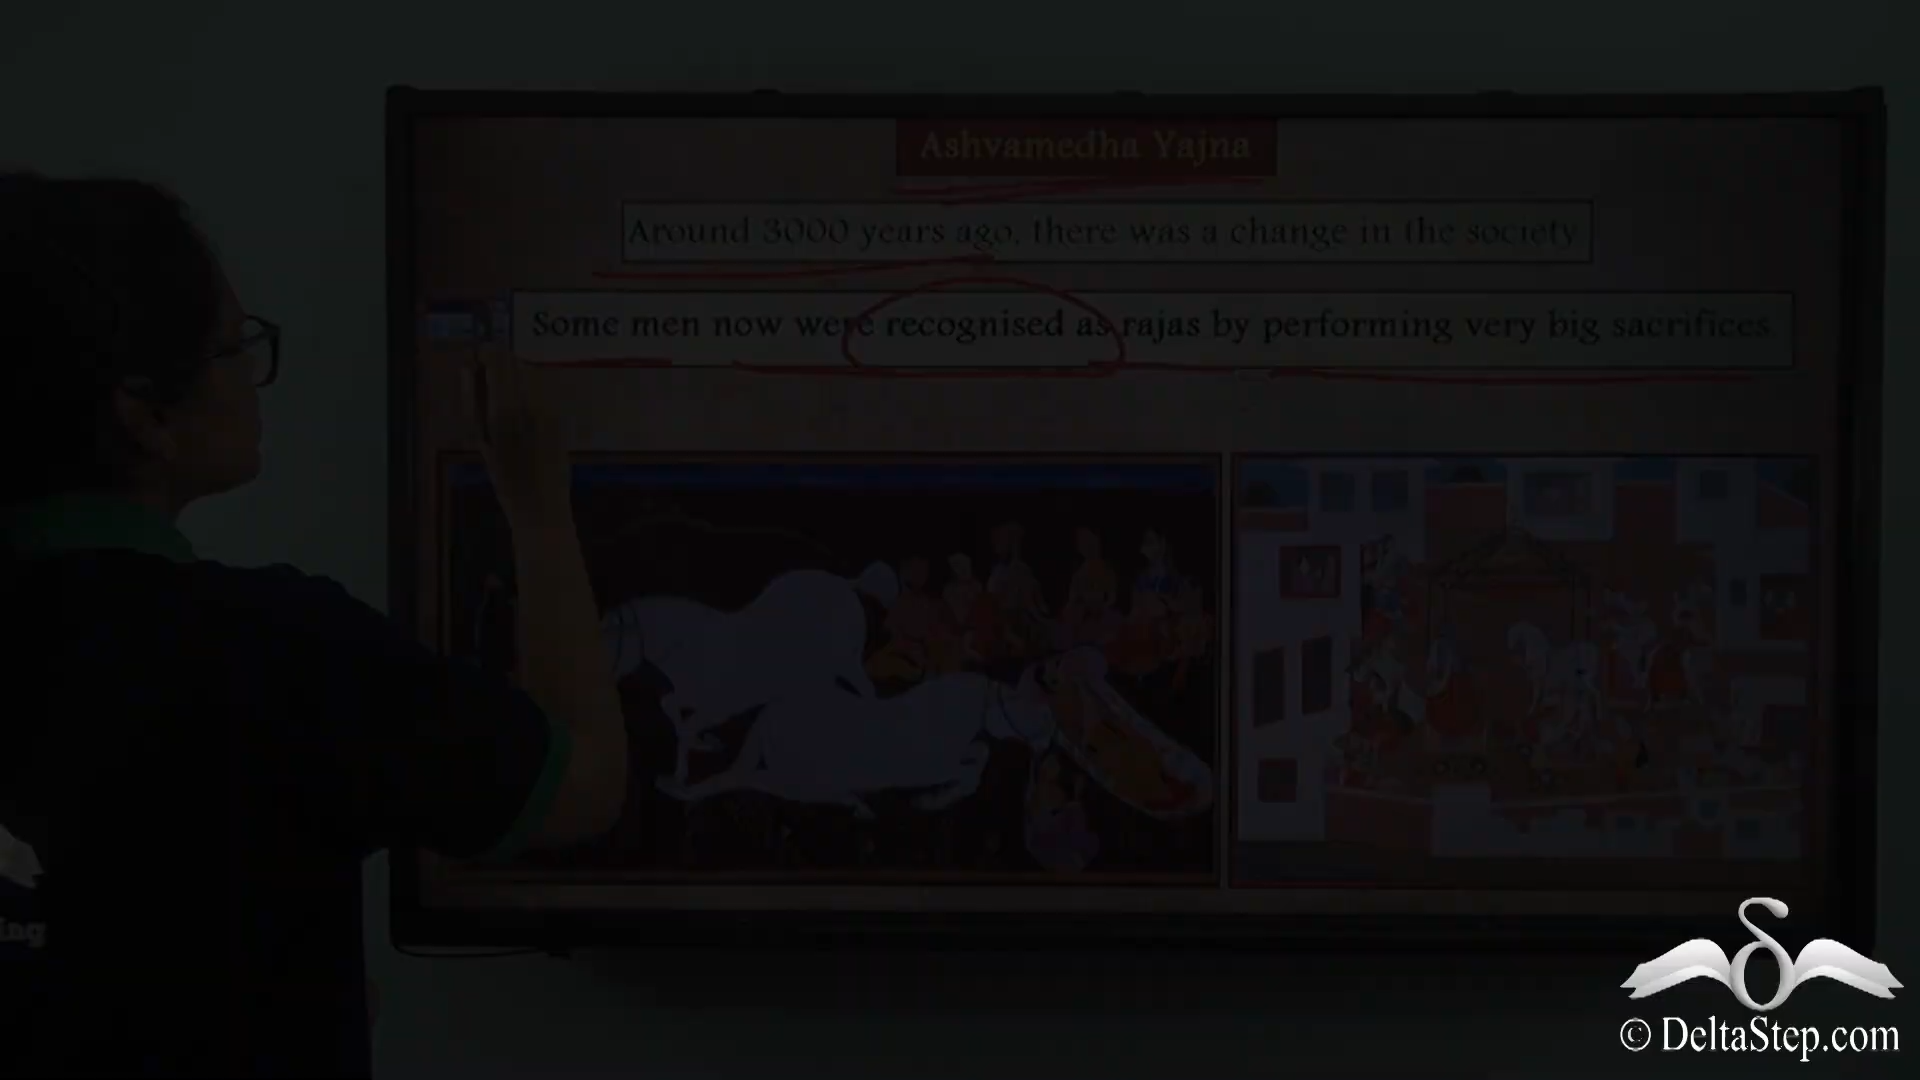 Ashvamedha Yajna
Around 3000 years ago, there was a change in the society
Some men now were recognised as rajas by performing very big sacrifices
ing
© DeltaStep.com